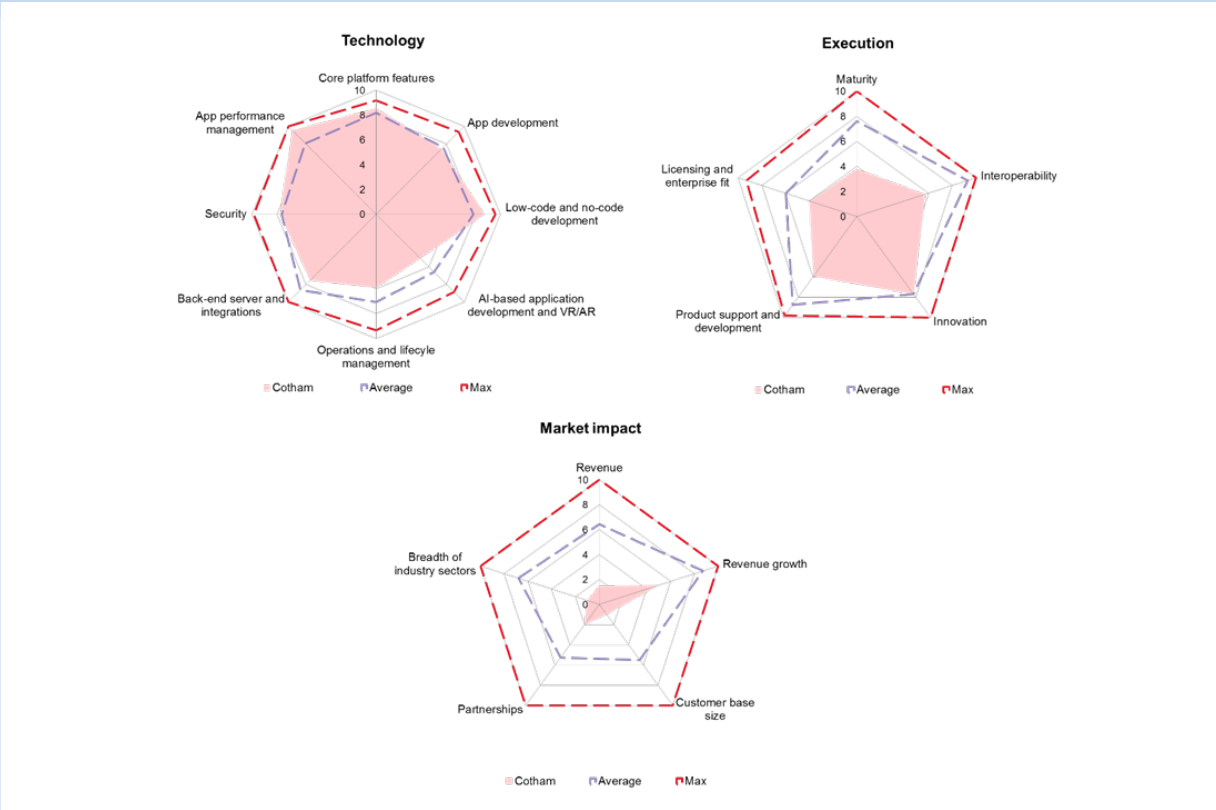 Technology
Core platform features
10
8
6
4
2
0
App performance
management
App development
Security
Low-code and no-code
development
Back-end server and
integrations
AI-based application
development and VR/AR
Operations and lifecyle
management
Cotham
Average
Max
Execution
Maturity
10
8
6
4
2
0
Licensing and
enterprise fit
Interoperability
Product support and
development
Innovation
Cotham
Average
Max
Market impact
Revenue
10
8
6
4
2
0
Breadth of
industry sectors
Revenue growth
Partnerships
Customer base
size
Cotham
Average
Max